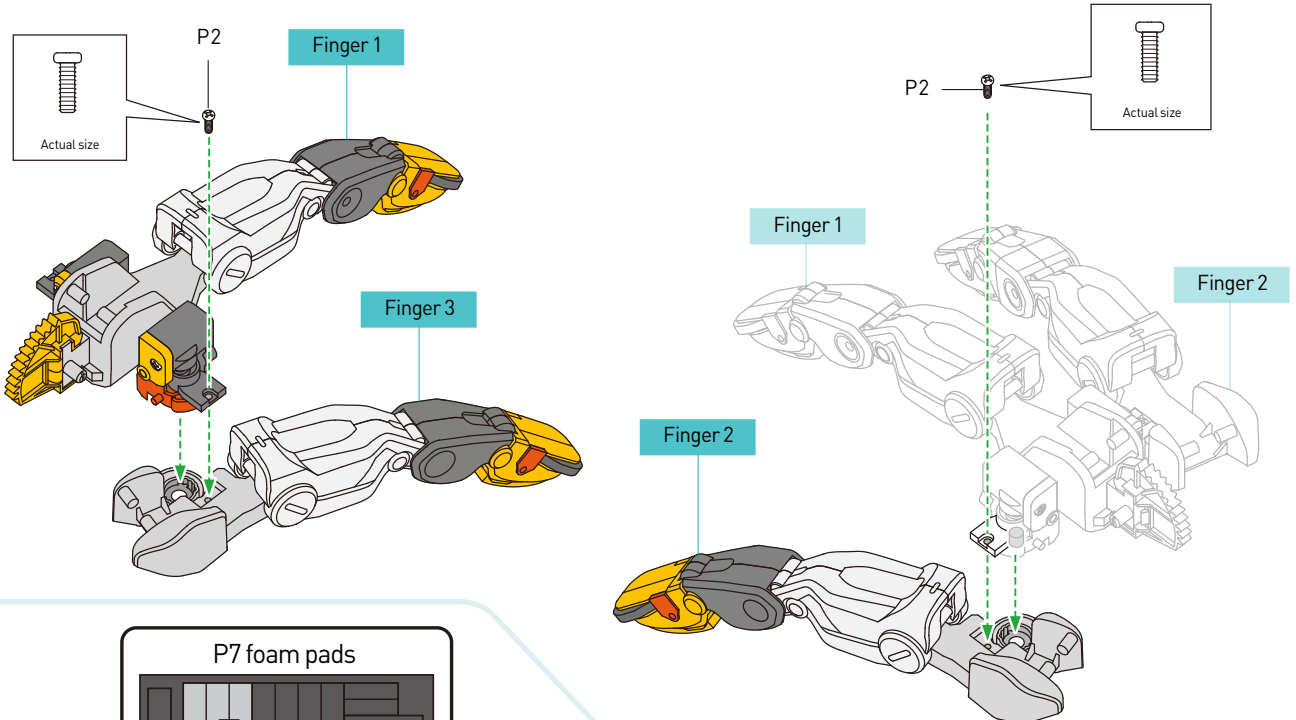 P2
Finger 1
Actual size
Finger 3
P7 foam pads
P2
Actual size
Finger 1
Finger 2
Finger 2